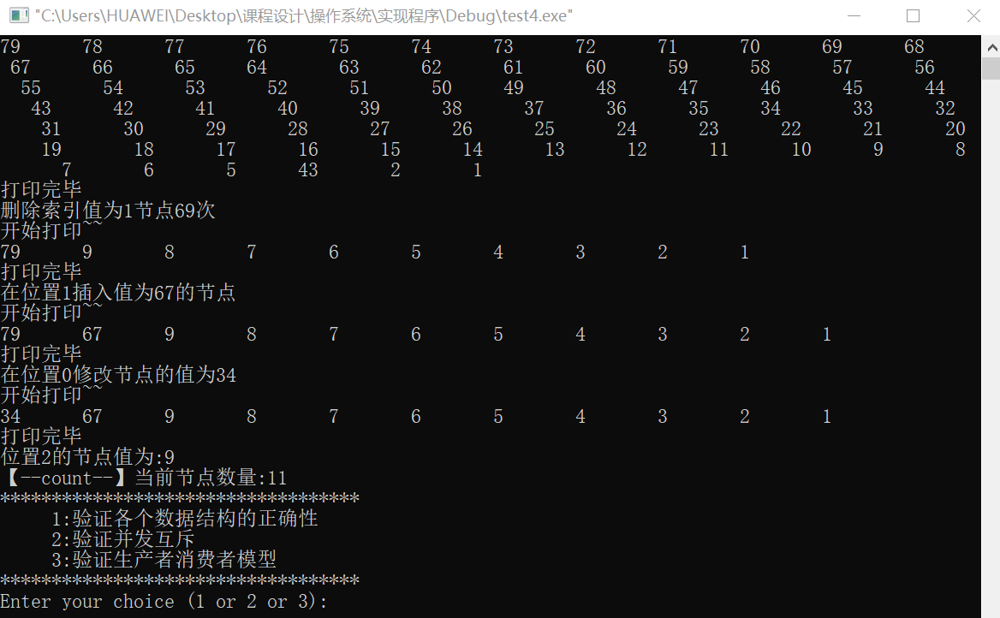 "C:\Users\HUAWEI\Desktop\课程设计\操作系统\实现程序\Debug\test4.exe"
79 78 77 76 75 74 73 72 71 70 69 68
67 66 65 64 63 62 61 60 59 58 57 56
55 54 53 52 51 50 49 48 47 46 45 44
43 42 41 40 39 38 37 36 35 34 33 32
31 30 29 28 27 26 25 24 23 22 21 20
19 18 17 16 15 14 13 12 11 10 9 8
7 6 5 43 2 1
打印完毕
删除索引值为1节点69次
开始打印~~
79 9 8 7 6 5 4 3 2 1
打印完毕
在位置1插入值为67的节点
开始打印~~
79 67 9 8 7 6 5 4 3 2 1
打印完毕
在位置0修改节点的值为34
开始打印~~
34 67 9 8 7 6 5 4 3 2 1
打印完毕
位置2的节点值为:9
【--count--】当前节点数量:11
***********************************
1:验证各个数据结构的正确性
2:验证并发互斥
3:验证生产者消费者模型
***********************************
Enter your choice (1 or 2 or 3):